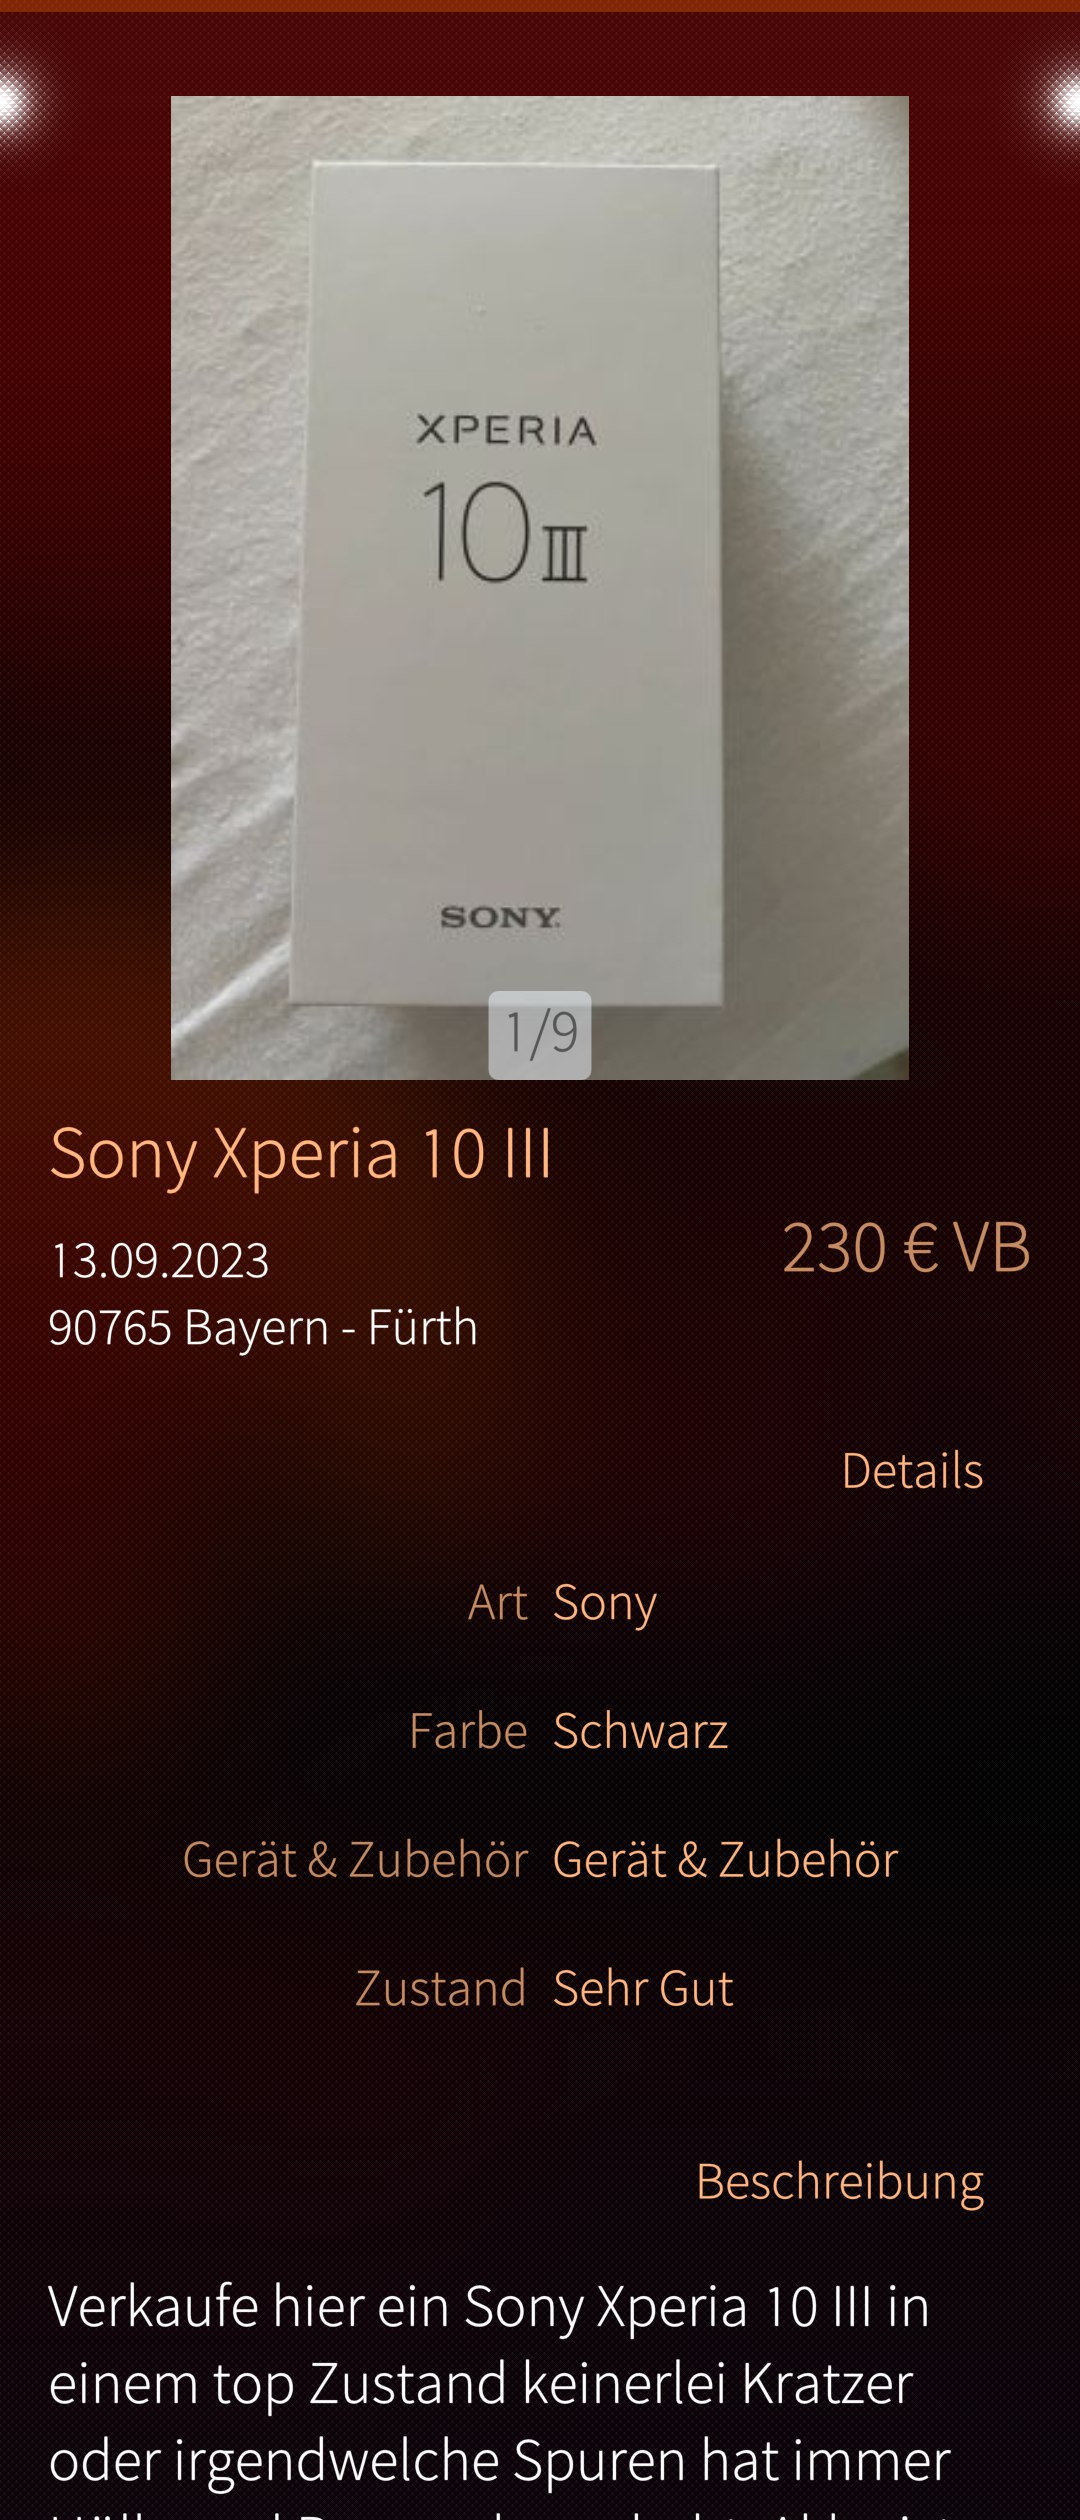 XPERIA
10 III
SONY
1/9
Sony Xperia 10 III
230 € VB
13.09.2023
90765 Bayern - Fürth
Details
Art Sony
Farbe Schwarz
Gerät & Zubehör Gerät & Zubehör
Zustand Sehr Gut
Beschreibung
Verkaufe hier ein Sony Xperia 10 III in
einem top Zustand keinerlei Kratzer
oder irgendwelche Spuren hat immer